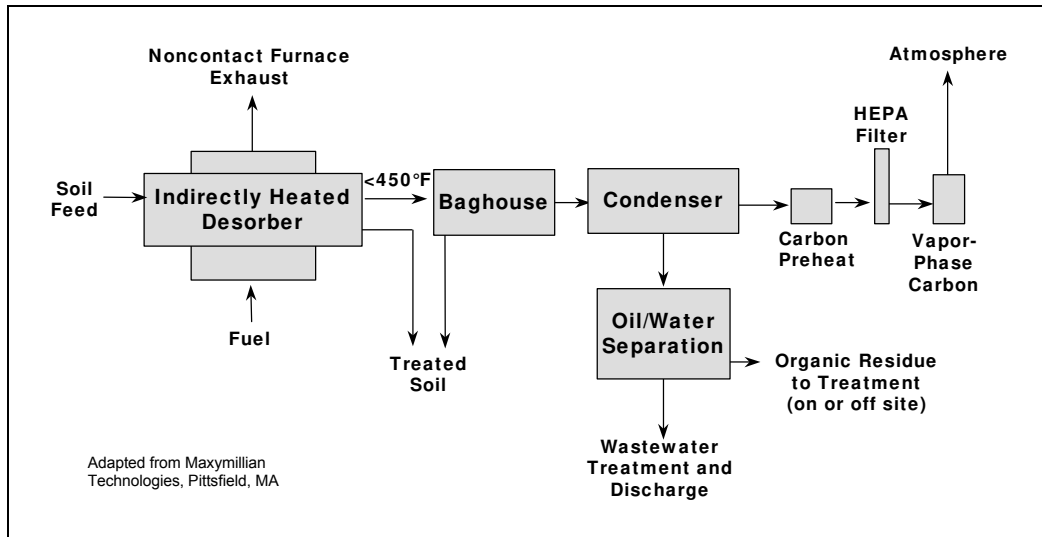 Noncontact Furnace
Exhaust
Atmosphere
HEPA
Filter
Soil
Feed
Indirectly Heated
Desorber
<450°F
Baghouse
Condenser
Carbon
Preheat
Vapor-
Phase
Carbon
Fuel
Treated
Soil
Oil/Water
Separation
Organic Residue
to Treatment
(on or off site)
Wastewater
Treatment and
Discharge
Adapted from Maxymillian
Technologies, Pittsfield, MA